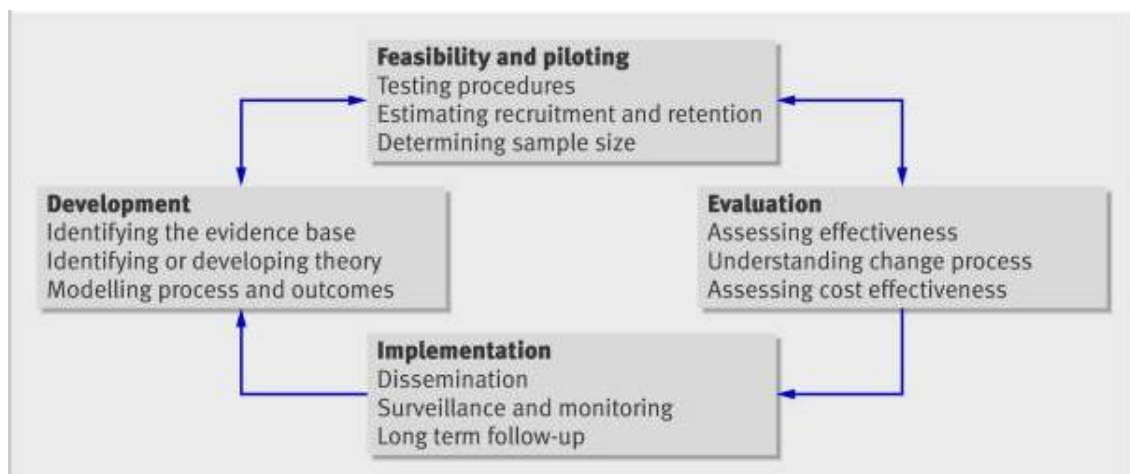 Feasibility and piloting
Testing procedures
Estimating recruitment and retention
Determining sample size
Development
Identifying the evidence base
Identifying or developing theory
Modelling process and outcomes
Evaluation
Assessing effectiveness
Understanding change process
Assessing cost effectiveness
Implementation
Dissemination
Surveillance and monitoring
Long term follow-up